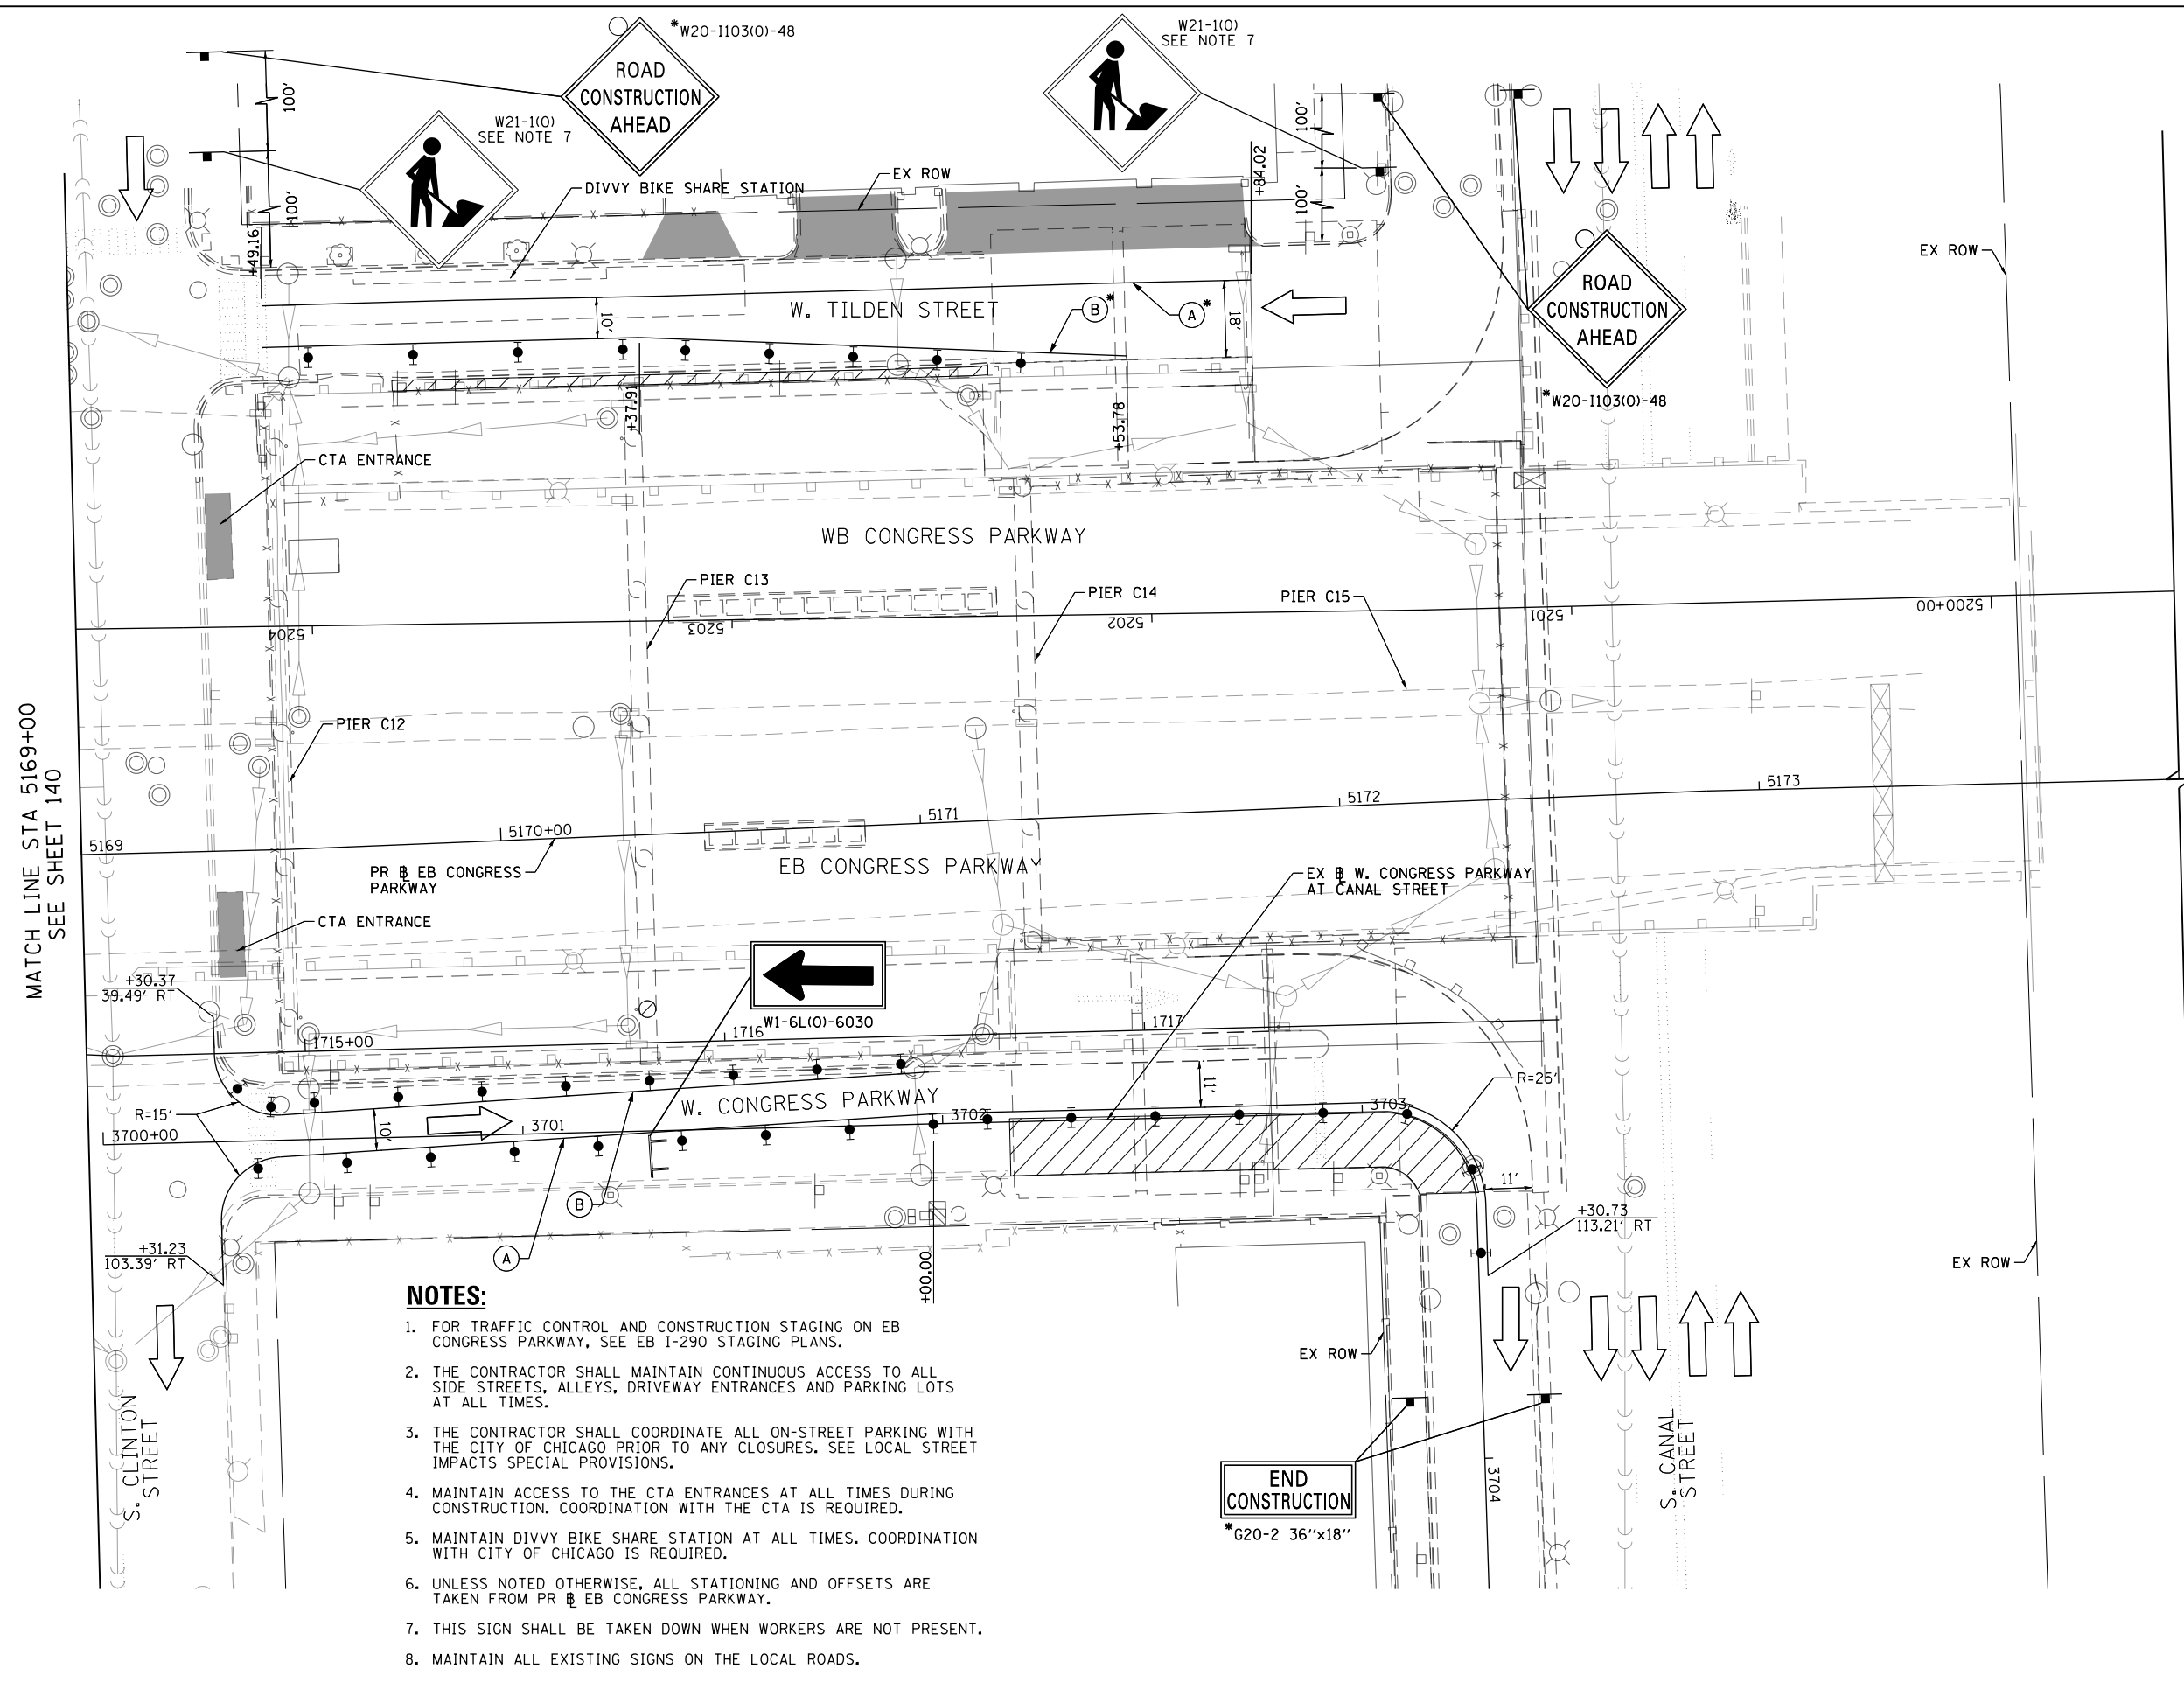 *W20-I103(O)-48
ROAD
CONSTRUCTION
AHEAD
W21-1(O)
SEE NOTE 7
W21-1(O)
SEE NOTE 7
100'
100'
100'
100'
DIVVY BIKE SHARE STATION
EX ROW
+49.16
+84.02
EX ROW
ROAD
CONSTRUCTION
AHEAD
*W20-I103(O)-48
W. TILDEN STREET
B*
A*
10'
18'
+37.91
+53.78
CTA ENTRANCE
WB CONGRESS PARKWAY
PIER C13
PIER C14
PIER C15
5204
5203
5202
5201
5200+00
PIER C12
MATCH LINE STA 5169+00
SEE SHEET 140
5169
5170+00
5171
5172
5173
PR BL EB CONGRESS
PARKWAY
EB CONGRESS PARKWAY
EX BL W. CONGRESS PARKWAY
AT CANAL STREET
CTA ENTRANCE
+30.37
39.49' RT
W1-6L(O)-6030
1715+00
1716
1717
R=15'
R=25'
W. CONGRESS PARKWAY
11'
10'
3700+00
3701
3702
3703
11'
B
A
+30.73
113.21' RT
+31.23
103.39' RT
+00.00
EX ROW
EX ROW
S. CLINTON
STREET
S. CANAL
STREET
3704
END
CONSTRUCTION
*G20-2 36"x18"
NOTES:
1. FOR TRAFFIC CONTROL AND CONSTRUCTION STAGING ON EB
CONGRESS PARKWAY, SEE EB I-290 STAGING PLANS.
2. THE CONTRACTOR SHALL MAINTAIN CONTINUOUS ACCESS TO ALL
SIDE STREETS, ALLEYS, DRIVEWAY ENTRANCES AND PARKING LOTS
AT ALL TIMES.
3. THE CONTRACTOR SHALL COORDINATE ALL ON-STREET PARKING WITH
THE CITY OF CHICAGO PRIOR TO ANY CLOSURES. SEE LOCAL STREET
IMPACTS SPECIAL PROVISIONS.
4. MAINTAIN ACCESS TO THE CTA ENTRANCES AT ALL TIMES DURING
CONSTRUCTION. COORDINATION WITH THE CTA IS REQUIRED.
5. MAINTAIN DIVVY BIKE SHARE STATION AT ALL TIMES. COORDINATION
WITH CITY OF CHICAGO IS REQUIRED.
6. UNLESS NOTED OTHERWISE, ALL STATIONING AND OFFSETS ARE
TAKEN FROM PR BL EB CONGRESS PARKWAY.
7. THIS SIGN SHALL BE TAKEN DOWN WHEN WORKERS ARE NOT PRESENT.
8. MAINTAIN ALL EXISTING SIGNS ON THE LOCAL ROADS.